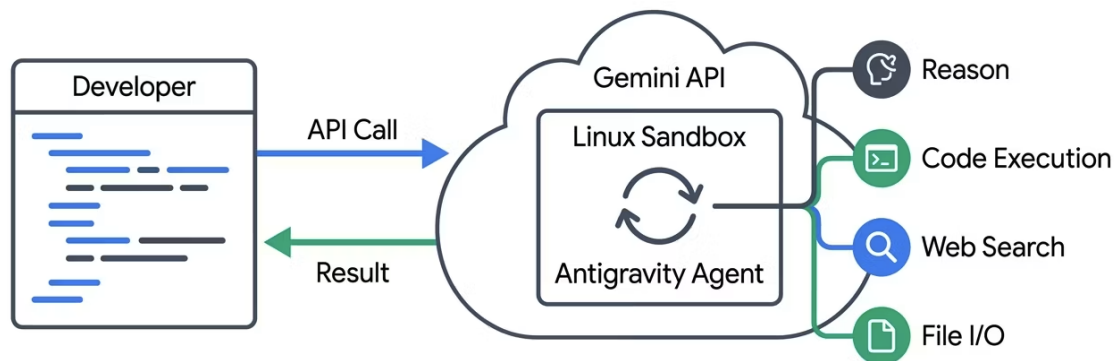 Developer
API Call
Result
Gemini API
Linux Sandbox
Antigravity Agent
Reason
Code Execution
Web Search
File I/O